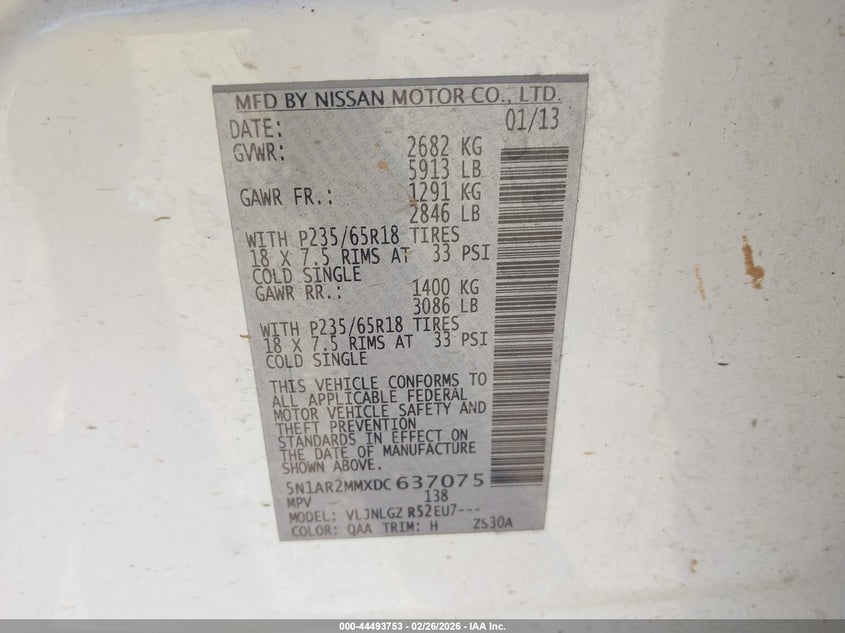 MFD BY NISSAN MOTOR CO., LTD.
DATE: 01/13
GVWR: 2682 KG
5913 LB
GAWR FR.: 1291 KG
2846 LB
WITH P235/65R18 TIRES
18 X 7.5 RIMS AT 33 PSI
COLD SINGLE
GAWR RR.: 1400 KG
3086 LB
WITH P235/65R18 TIRES
18 X 7.5 RIMS AT 33 PSI
COLD SINGLE
THIS VEHICLE CONFORMS TO
ALL APPLICABLE FEDERAL
MOTOR VEHICLE SAFETY AND
THEFT PREVENTION
STANDARDS IN EFFECT ON
THE DATE OF MANUFACTURE
SHOWN ABOVE.
5N1AR2MMXDC 637075
MPV 138
MODEL: VLJNLGZ R52EU7---
COLOR: QAA TRIM: H ZS30A
000-44493753 — 02/26/2026 — IAA Inc.